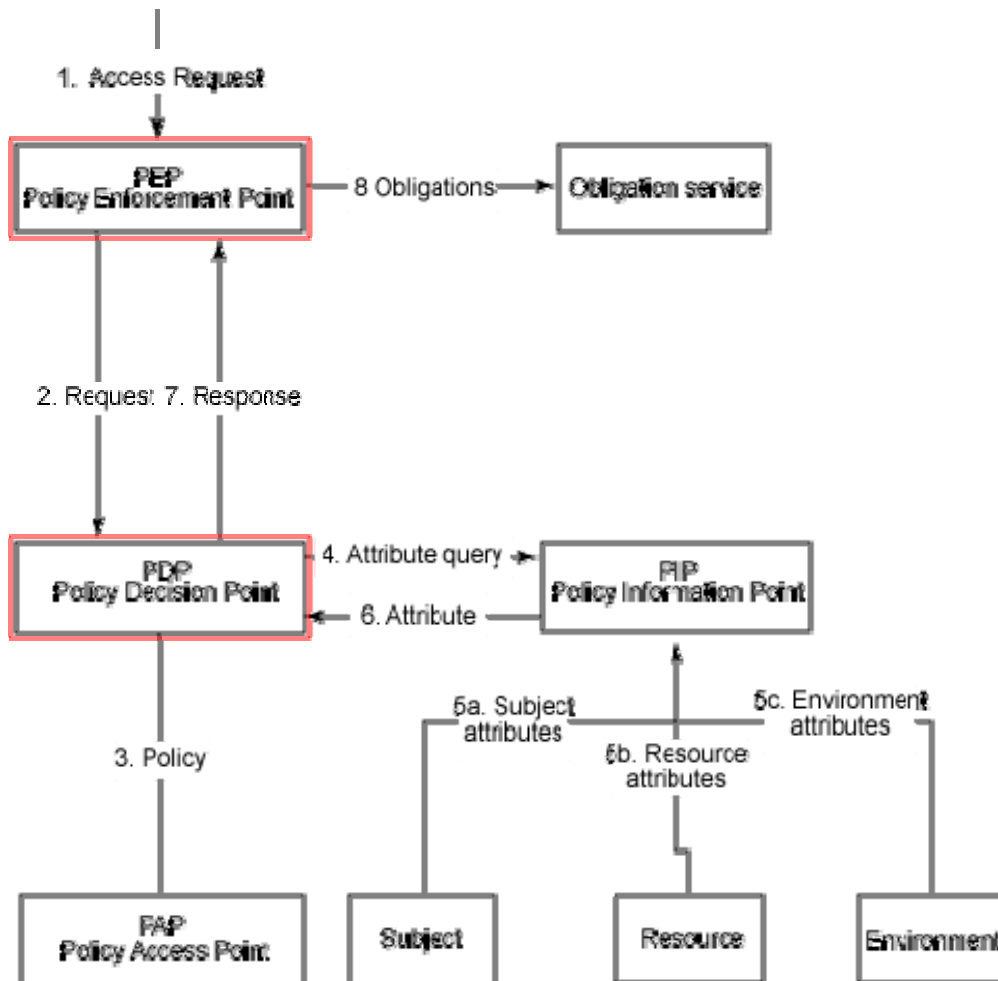 1. Access Request
PEP
Policy Enforcement Point
8 Obligations
Obligation service
2. Request
7. Response
PDP
Policy Decision Point
4. Attribute query
6. Attribute
PIP
Policy Information Point
5a. Subject
attributes
5c. Environment
attributes
3. Policy
5b. Resource
attributes
PAP
Policy Access Point
Subject
Resource
Environment